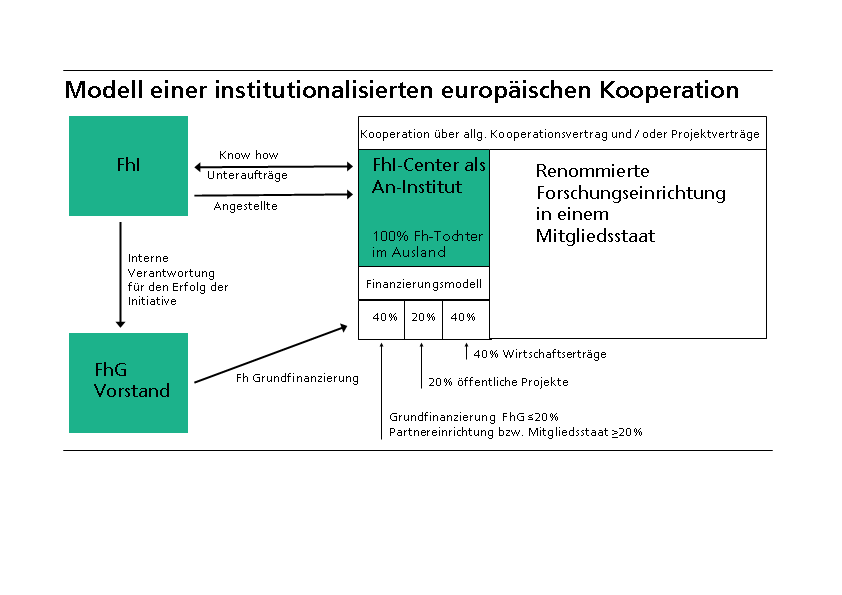 Modell einer institutionalisierten europäischen Kooperation
FhI
Know how
Unteraufträge
Angestellte
Kooperation über allg. Kooperationsvertrag und / oder Projektverträge
FhI-Center als
An-Institut
100% Fh-Tochter
im Ausland
Renommierte
Forschungseinrichtung
in einem
Mitgliedsstaat
Interne
Verantwortung
für den Erfolg der
Initiative
Finanzierungsmodell
40%
20%
40%
FhG
Vorstand
Fh Grundfinanzierung
40% Wirtschaftserträge
20% öffentliche Projekte
Grundfinanzierung FhG ≤20%
Partnereinrichtung bzw. Mitgliedsstaat ≥20%